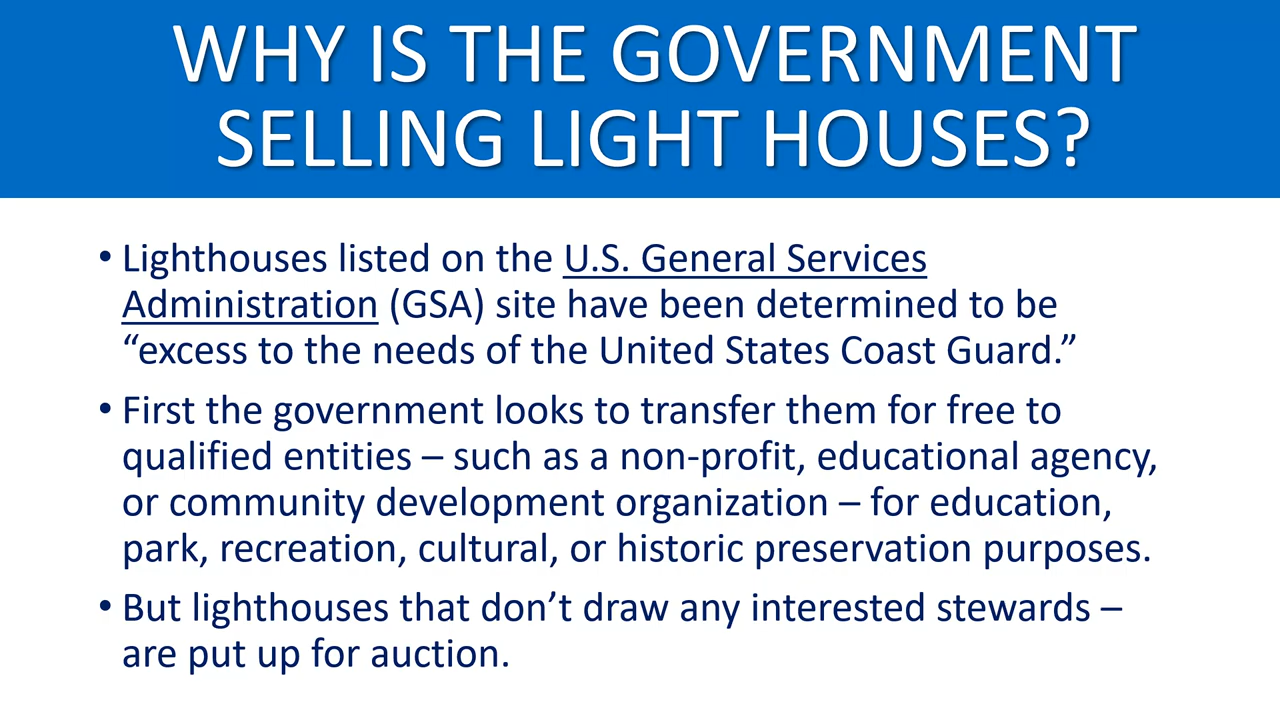 WHY IS THE GOVERNMENT
SELLING LIGHT HOUSES?
• Lighthouses listed on the U.S. General Services
Administration (GSA) site have been determined to be
“excess to the needs of the United States Coast Guard.”
• First the government looks to transfer them for free to
qualified entities – such as a non-profit, educational agency,
or community development organization – for education,
park, recreation, cultural, or historic preservation purposes.
• But lighthouses that don’t draw any interested stewards –
are put up for auction.